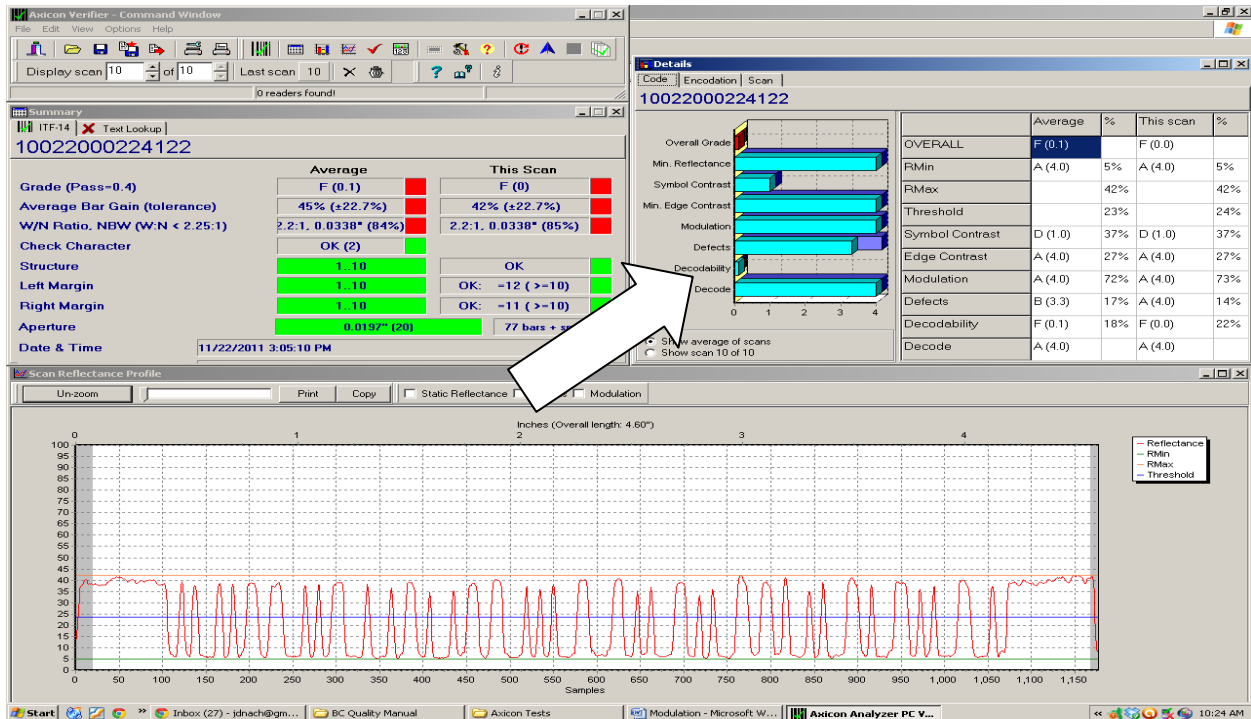 Axicon Verifier - Command Window
File Edit View Options Help
Display scan 10 of 10 Last scan 10
0 readers found!
Summary
ITF-14 Text Lookup
10022000224122
Average This Scan
Grade (Pass=0.4) F (0.1) F (0)
Average Bar Gain (tolerance) 45% (±22.7%) 42% (±22.7%)
W/N Ratio, NBW (W:N < 2.25:1) 2.2:1, 0.0338" (84%) 2.2:1, 0.0338" (85%)
Check Character OK (2)
Structure 1..10 OK
Left Margin 1..10 OK: ~12 (>=10)
Right Margin 1..10 OK: ~11 (>=10)
Aperture 0.0197" (20) 77 bars +
Date & Time 11/22/2011 3:05:10 PM
Details
Code Encodation Scan
10022000224122
Overall Grade
Min. Reflectance
Symbol Contrast
Min. Edge Contrast
Modulation
Defects
Decodability
Decode
0 1 2 3 4
Show average of scans
Show scan 10 of 10
Average % This scan %
OVERALL F (0.1) F (0.0)
RMin A (4.0) 5% A (4.0) 5%
RMax 42% 42%
Threshold 23% 24%
Symbol Contrast D (1.0) 37% D (1.0) 37%
Edge Contrast A (4.0) 27% A (4.0) 27%
Modulation A (4.0) 72% A (4.0) 73%
Defects B (3.3) 17% A (4.0) 14%
Decodability F (0.1) 18% F (0.0) 22%
Decode A (4.0) A (4.0)
Scan Reflectance Profile
Un-zoom Print Copy Static Reflectance Modulation
Inches (Overall length: 4.60")
0 1 2 3 4
100
95
90
85
80
75
70
65
60
55
50
45
40
35
30
25
20
15
10
5
0
0 50 100 150 200 250 300 350 400 450 500 550 600 650 700 750 800 850 900 950 1,000 1,050 1,100 1,150
Samples
Reflectance
RMin
RMax
Threshold
Start Inbox (27) - jdnach@gm... BC Quality Manual Axicon Tests Modulation - Microsoft W... Axicon Analyzer PC V... 10:24 AM